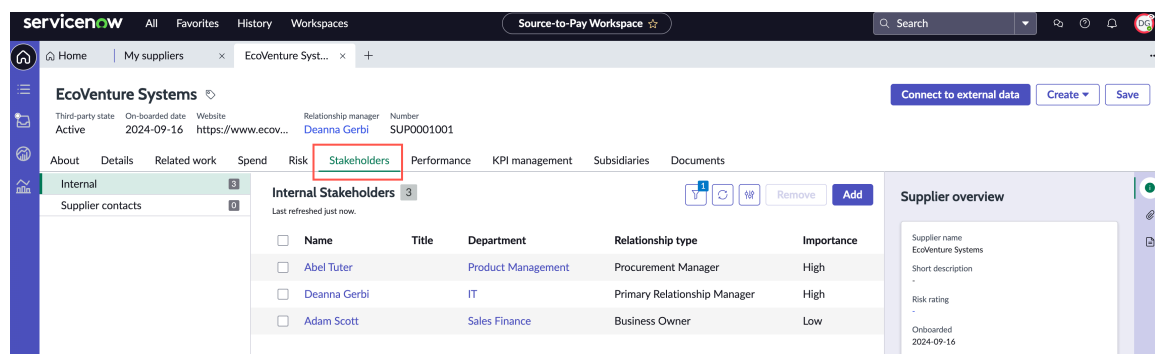 servicenow All Favorites History Workspaces Source-to-Pay Workspace Search DG
Home My suppliers × EcoVenture Syst... × +
EcoVenture Systems Connect to external data Create Save
Third-party state On-boarded date Website Relationship manager Number
Active 2024-09-16 https://www.ecov... Deanna Gerbi SUP0001001
About Details Related work Spend Risk Stakeholders Performance KPI management Subsidiaries Documents
Internal 3
Supplier contacts 0
Internal Stakeholders 3 1 Remove Add
Last refreshed just now.
Name Title Department Relationship type Importance
Abel Tuter Product Management Procurement Manager High
Deanna Gerbi IT Primary Relationship Manager High
Adam Scott Sales Finance Business Owner Low
Supplier overview
Supplier name
EcoVenture Systems
Short description
-
Risk rating
-
Onboarded
2024-09-16